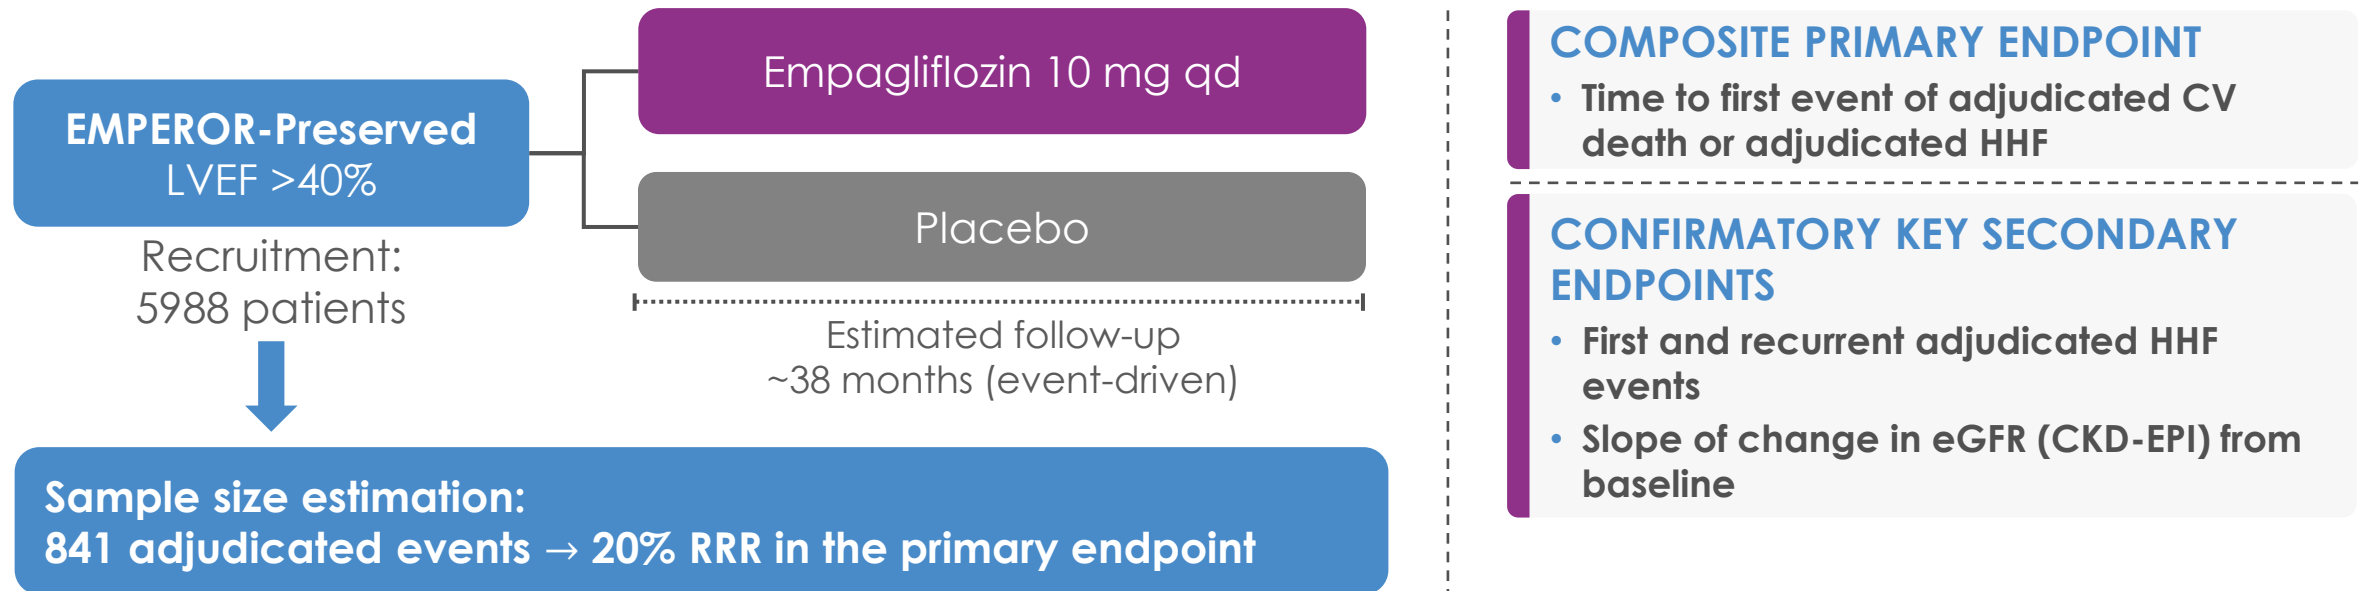 EMPEROR-Preserved
LVEF >40%
Recruitment:
5988 patients
Empagliflozin 10 mg qd
Placebo
Estimated follow-up
~38 months (event-driven)
Sample size estimation:
841 adjudicated events → 20% RRR in the primary endpoint
COMPOSITE PRIMARY ENDPOINT
• Time to first event of adjudicated CV
death or adjudicated HHF
CONFIRMATORY KEY SECONDARY
ENDPOINTS
• First and recurrent adjudicated HHF
events
• Slope of change in eGFR (CKD-EPI) from
baseline